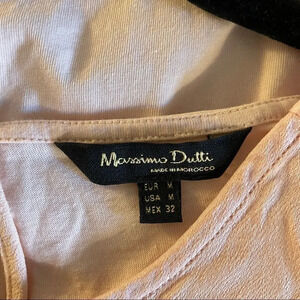 Massimo Dutti
MADE IN MOROCCO
EUR M
USA M
MEX 32